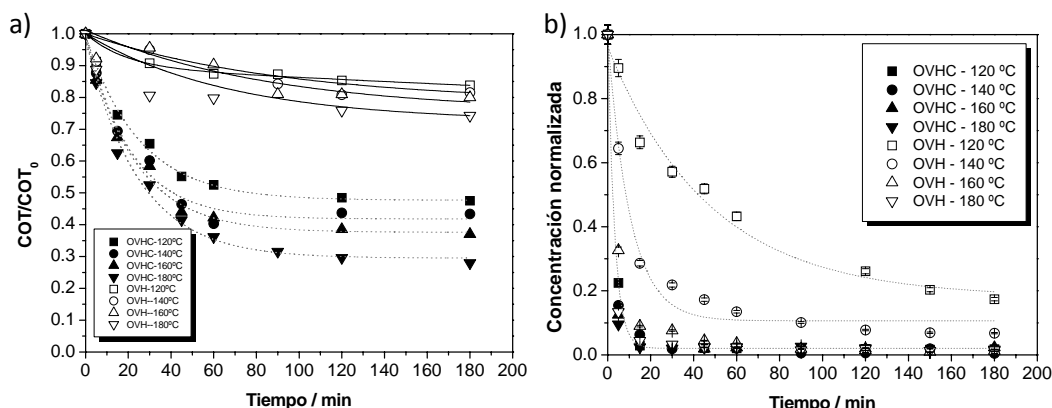 a)
1.0
0.9
0.8
0.7
0.6
0.5
0.4
0.3
0.2
0.1
0.0
COT/COT0
OVHC-120ºC
OVHC-140ºC
OVHC-160ºC
OVHC-180ºC
OVH-120ºC
OVH--140ºC
OVH--160ºC
OVH--180ºC
0 20 40 60 80 100 120 140 160 180 200
Tiempo / min
b)
1.0
0.8
0.6
0.4
0.2
0.0
Concentración normalizada
OVHC - 120 ºC
OVHC - 140 ºC
OVHC - 160 ºC
OVHC - 180 ºC
OVH - 120 ºC
OVH - 140 ºC
OVH - 160 ºC
OVH - 180 ºC
0 20 40 60 80 100 120 140 160 180 200
Tiempo / min